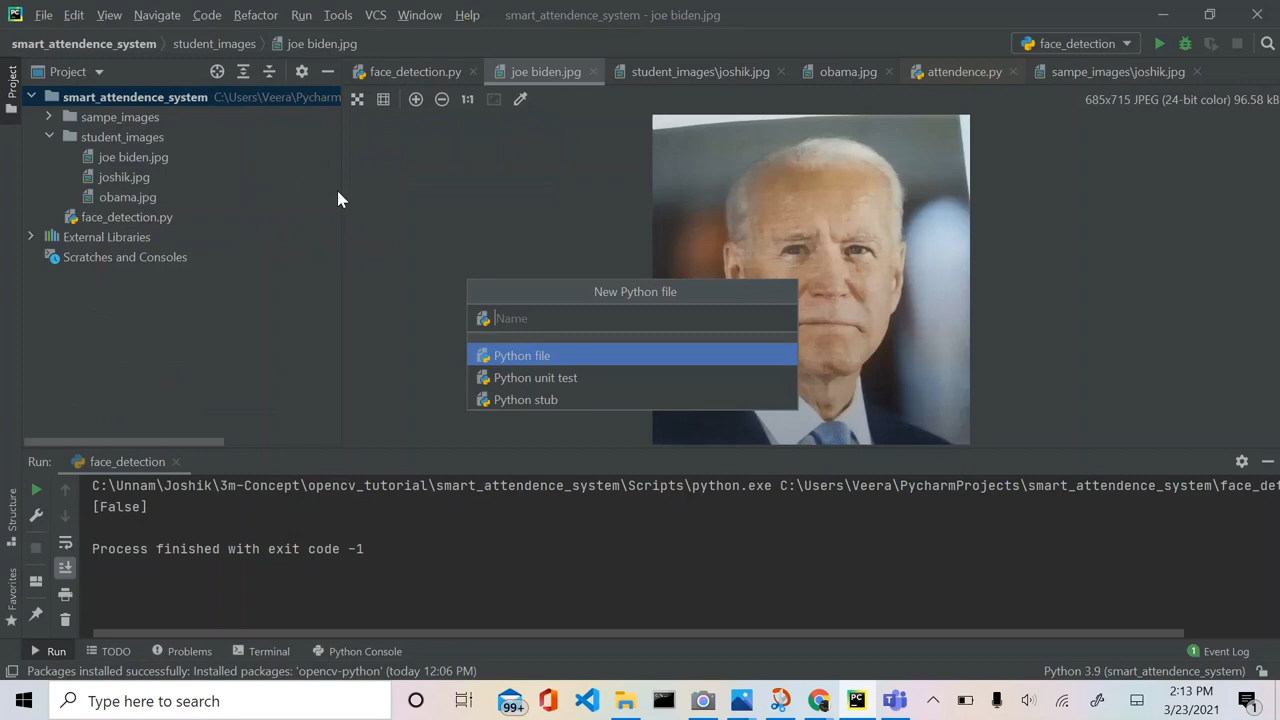 File Edit View Navigate Code Refactor Run Tools VCS Window Help smart_attendence_system - joe biden.jpg
smart_attendence_system student_images joe biden.jpg face_detection
Project face_detection.py joe biden.jpg student_images\joshik.jpg obama.jpg attendence.py sampe_images\joshik.jpg
Project
smart_attendence_system C:\Users\Veera\Pycharm
1:1 685x715 JPEG (24-bit color) 96.58 kB
sampe_images
student_images
joe biden.jpg
joshik.jpg
obama.jpg
face_detection.py
External Libraries
Scratches and Consoles
New Python file
Name
Python file
Python unit test
Python stub
Run: face_detection
C:\Unnam\Joshik\3m-Concept\opencv_tutorial\smart_attendence_system\Scripts\python.exe C:\Users\Veera\PycharmProjects\smart_attendence_system\face_det
[False]
Process finished with exit code -1
Structure
Favorites
Run TODO Problems Terminal Python Console 1 Event Log
Packages installed successfully: Installed packages: 'opencv-python' (today 12:06 PM) Python 3.9 (smart_attendence_system)
Type here to search 99+ 2:13 PM
3/23/2021 1